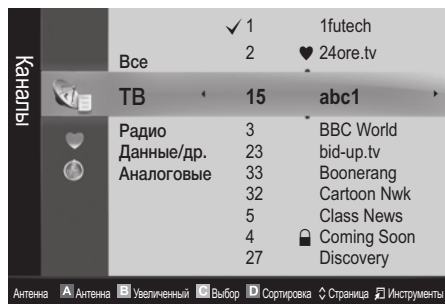 Каналы
✓ 1 1futech
Все 2 ♥ 24ore.tv
ТВ 15 abc1
Радио 3 BBC World
Данные/др. 23 bid-up.tv
Аналоговые 33 Boonerang
32 Cartoon Nwk
5 Class News
4 Coming Soon
27 Discovery
Антенна A Антенна B Увеличенный C Выбор D Сортировка Страница Инструменты